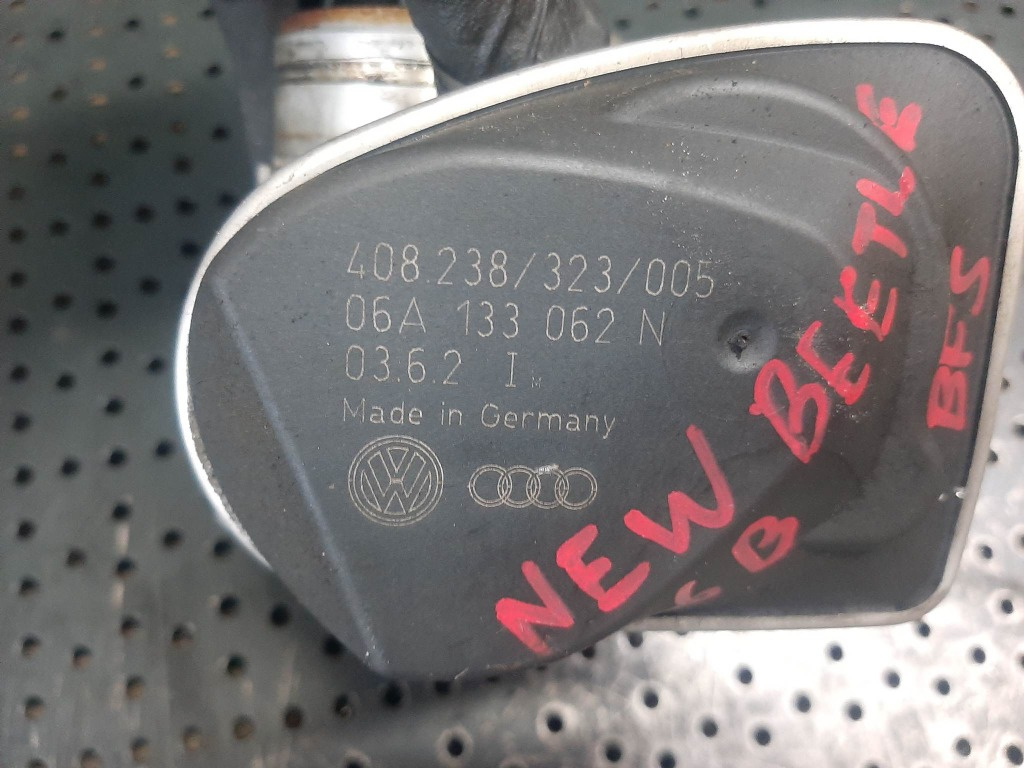 408.238/323/005
06A 133 062 N
03.6.2 I M
Made in Germany
NEW BEETLE
BFS
C B